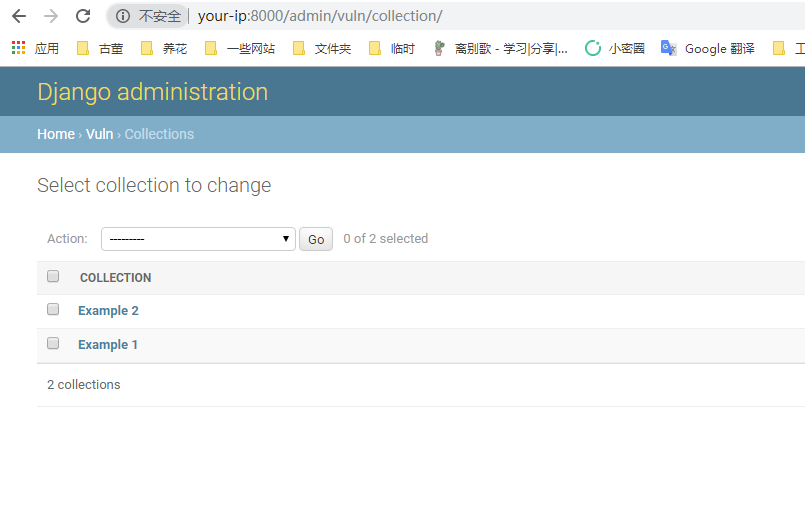 不安全 your-ip:8000/admin/vuln/collection/
应用 古董 养花 一些网站 文件夹 临时 斋别歌 - 学习|分享|... 小密圈 Google 翻译 工
Django administration
Home › Vuln › Collections
Select collection to change
Action: --------- Go 0 of 2 selected
COLLECTION
Example 2
Example 1
2 collections